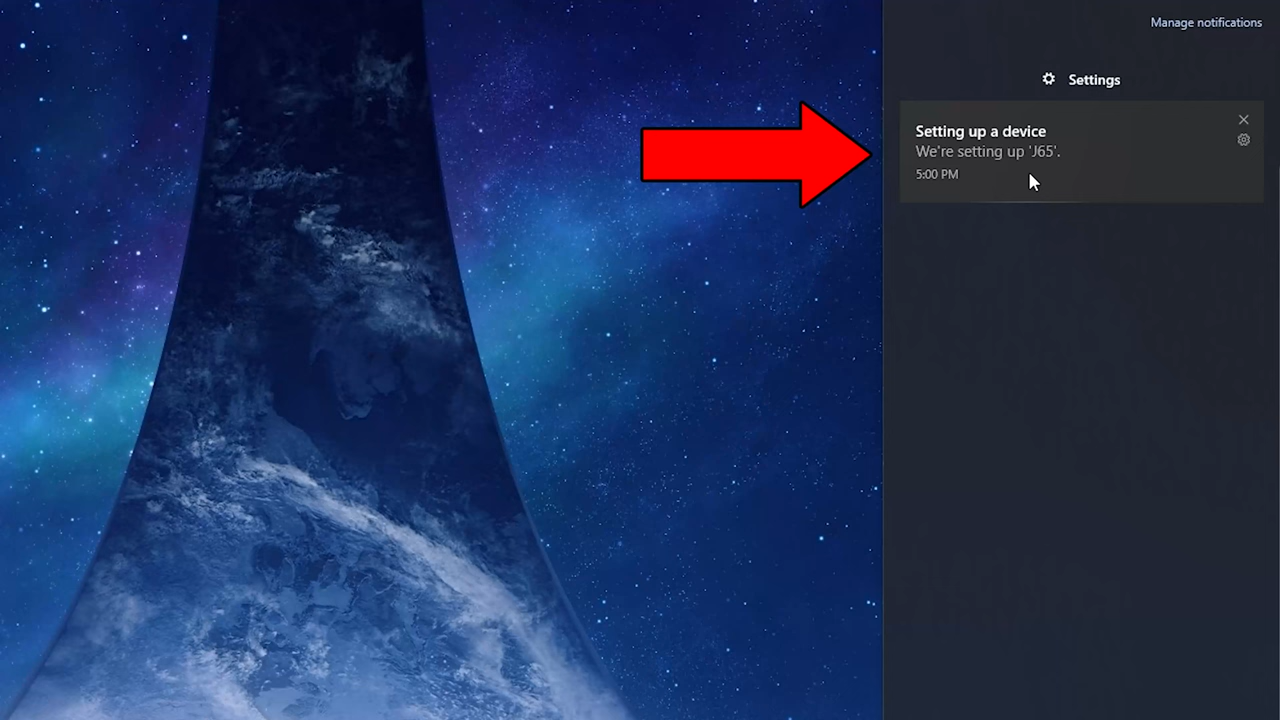 Manage notifications
Settings
Setting up a device
We're setting up 'J65'.
5:00 PM